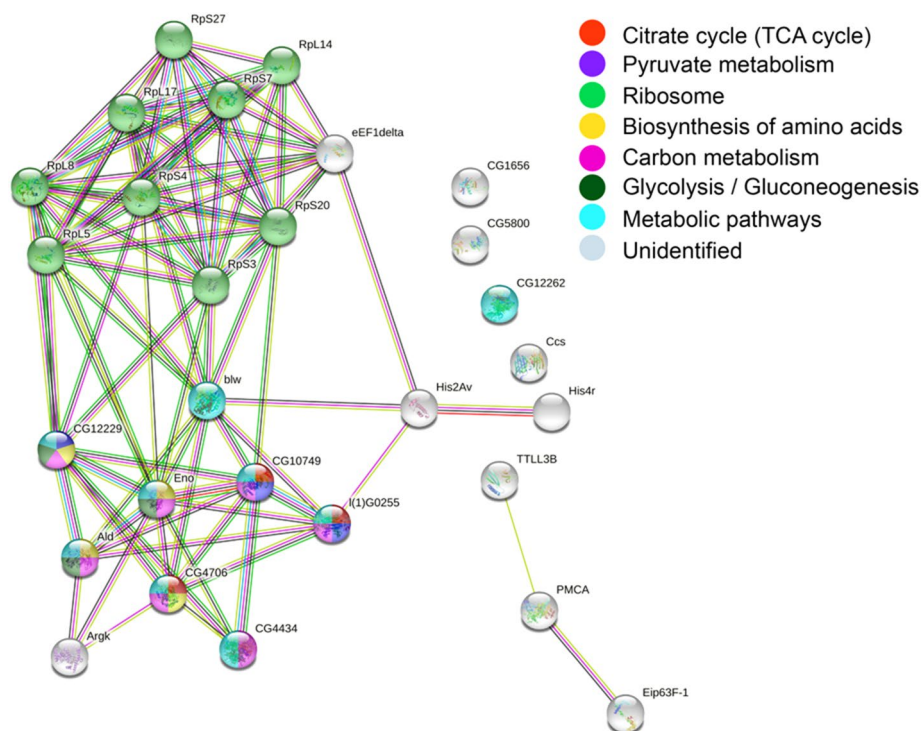 RpS27
RpL14
RpL17
RpS7
eEF1delta
RpL8
RpS4
RpS20
RpL5
RpS3
blw
His2Av
His4r
CG12229
Eno
CG10749
l(1)G0255
Ald
CG4706
Argk
CG4434
CG1656
CG5800
CG12262
Ccs
TTLL3B
PMCA
Eip63F-1
Citrate cycle (TCA cycle)
Pyruvate metabolism
Ribosome
Biosynthesis of amino acids
Carbon metabolism
Glycolysis / Gluconeogenesis
Metabolic pathways
Unidentified